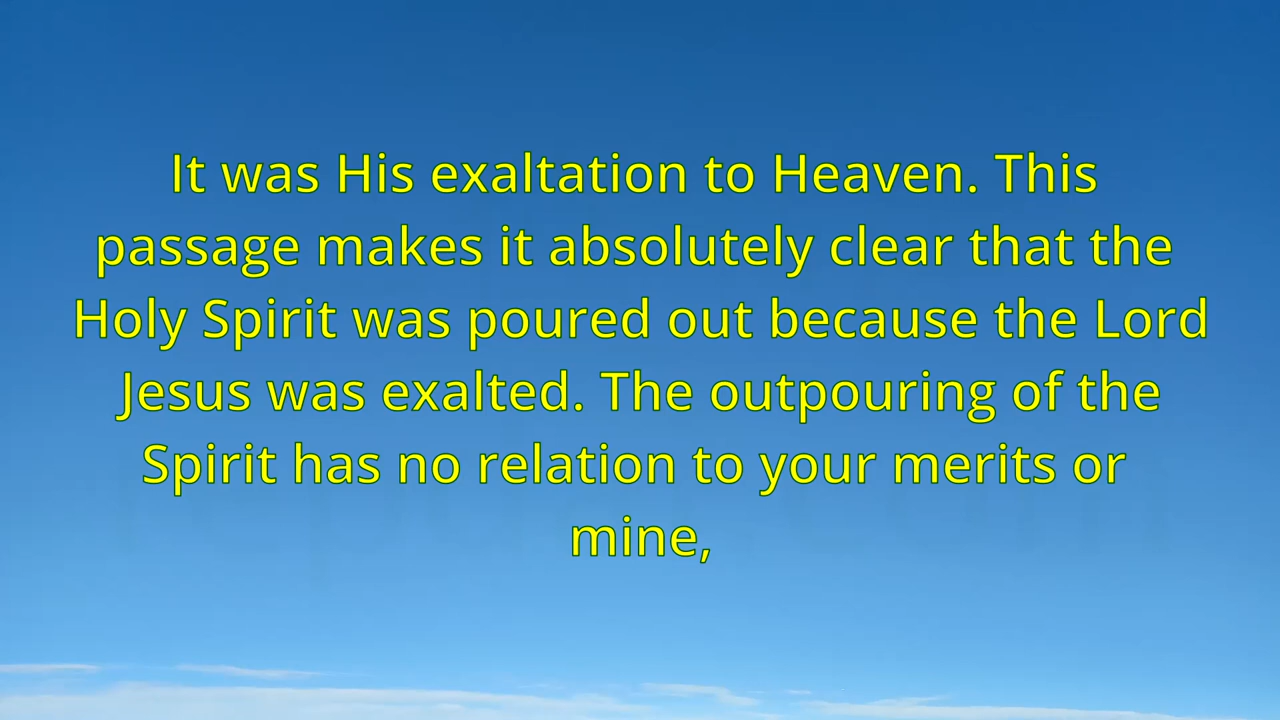 It was His exaltation to Heaven. This
passage makes it absolutely clear that the
Holy Spirit was poured out because the Lord
Jesus was exalted. The outpouring of the
Spirit has no relation to your merits or
mine,